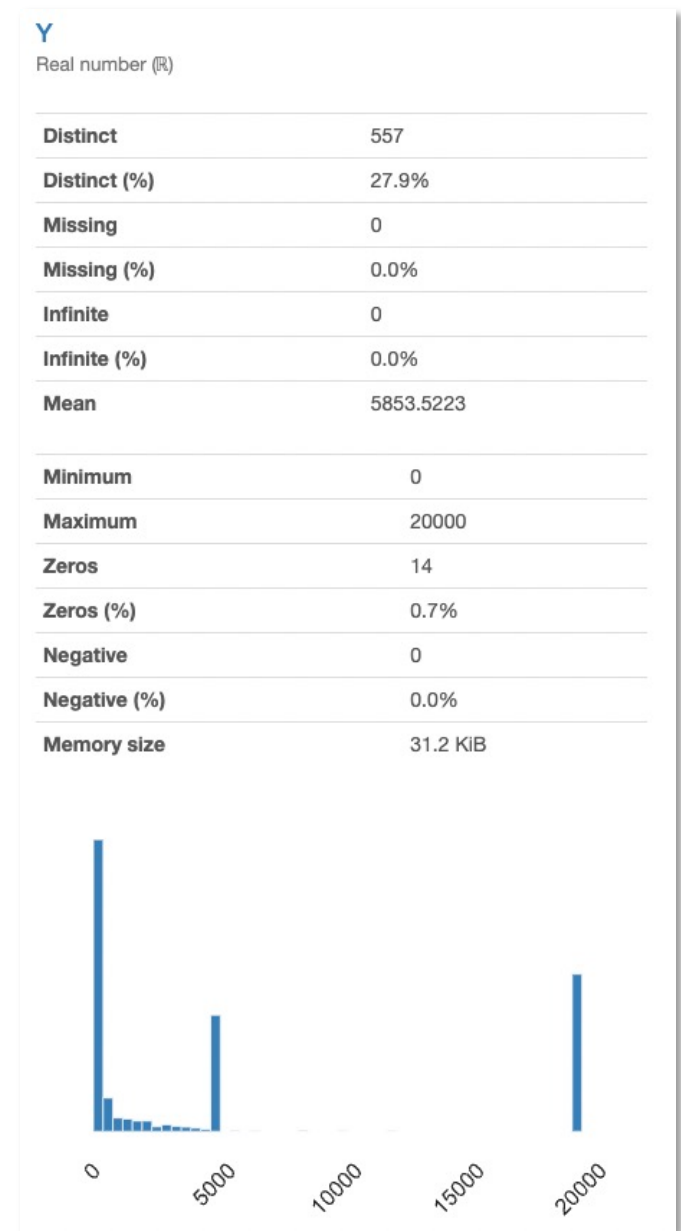 Y
Real number (ℝ)
Distinct 557
Distinct (%) 27.9%
Missing 0
Missing (%) 0.0%
Infinite 0
Infinite (%) 0.0%
Mean 5853.5223
Minimum 0
Maximum 20000
Zeros 14
Zeros (%) 0.7%
Negative 0
Negative (%) 0.0%
Memory size 31.2 KiB
0 5000 10000 15000 20000